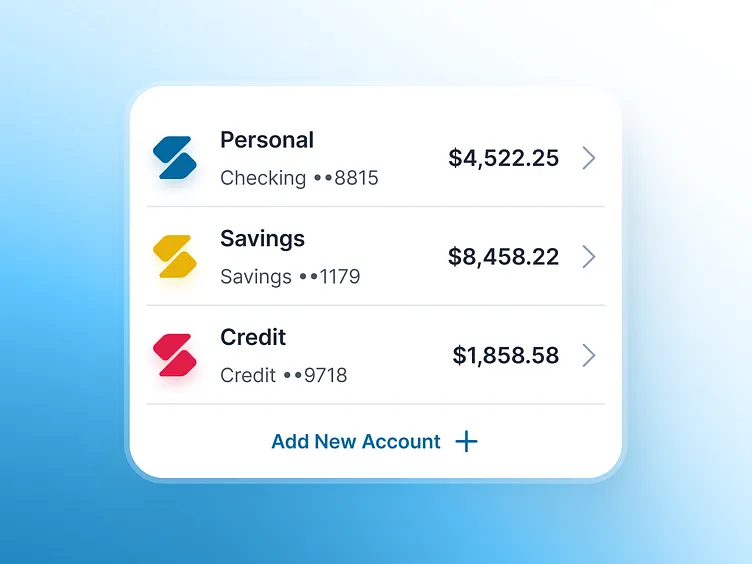 Personal
$4,522.25
Checking ••8815
Savings
$8,458.22
Savings ••1179
Credit
$1,858.58
Credit ••9718
Add New Account +